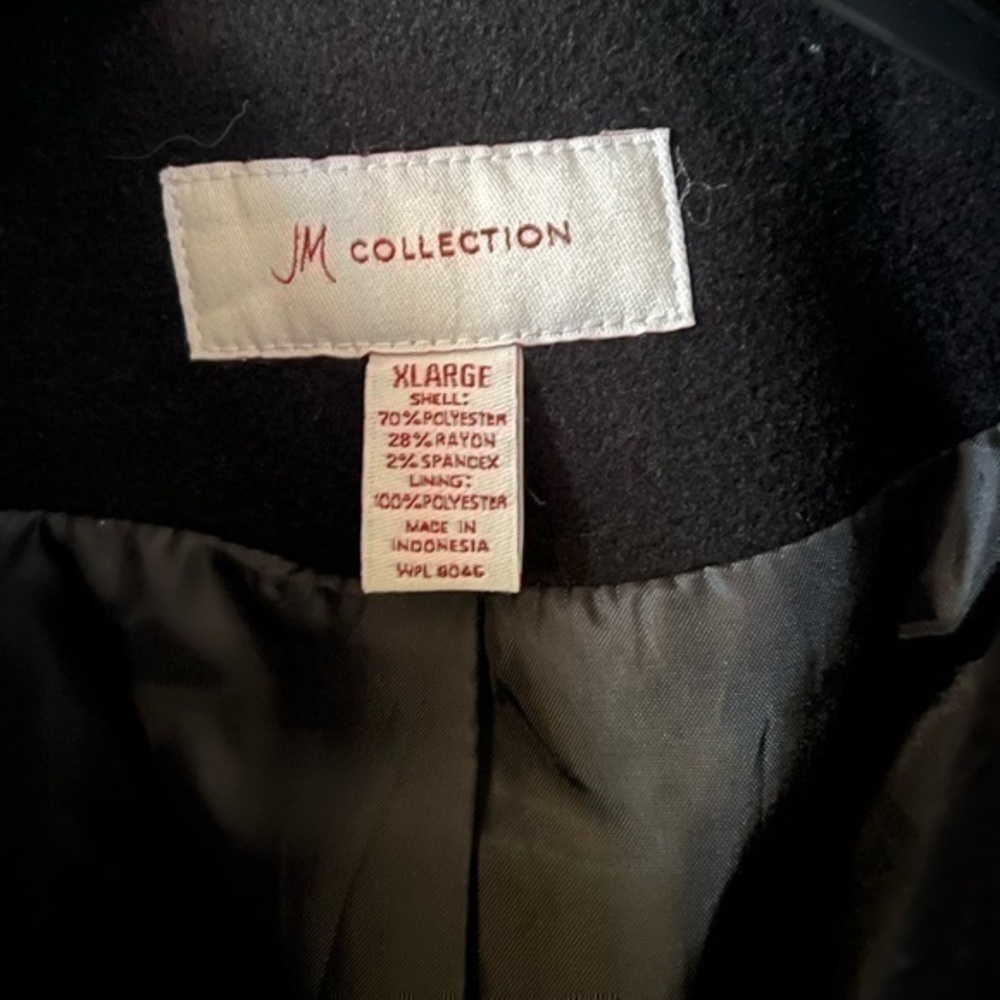 JM COLLECTION
XLARGE
SHELL:
70%POLYESTER
28%RAYON
2%SPANDEX
LINING:
100%POLYESTER
MADE IN
INDONESIA
WPL 8046